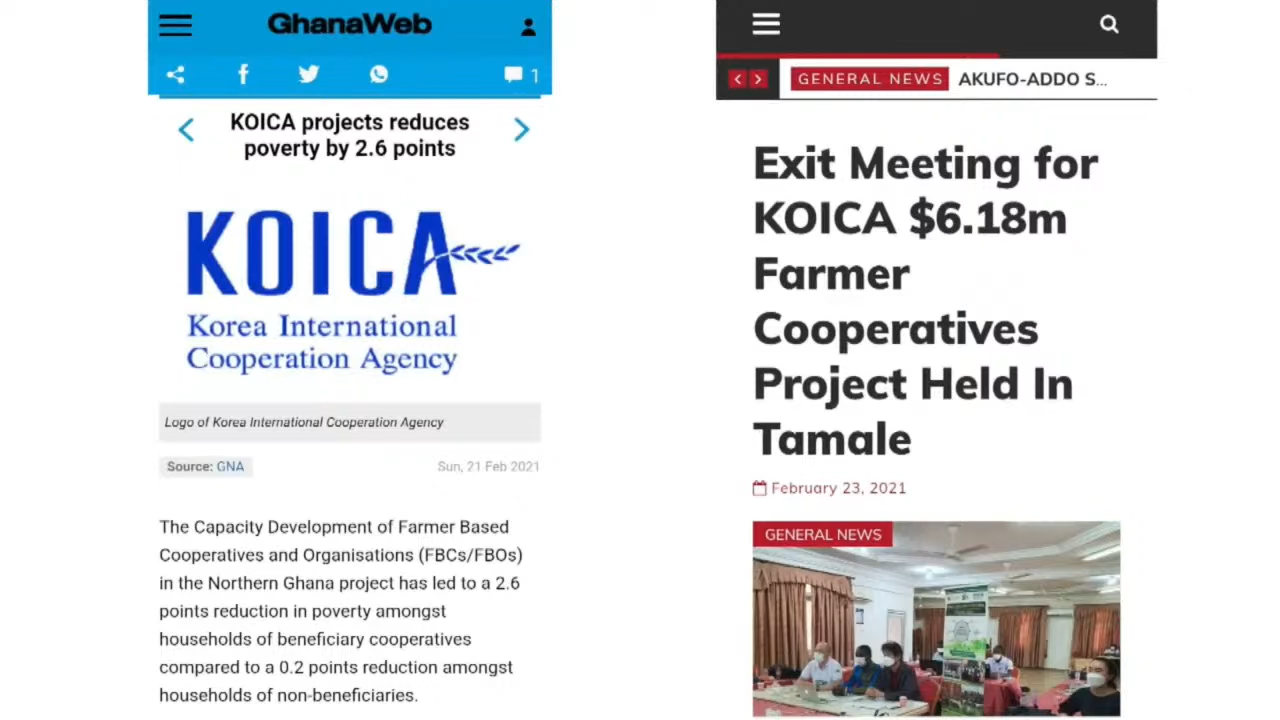 GhanaWeb
1
KOICA projects reduces
poverty by 2.6 points
KOICA
Korea International
Cooperation Agency
Logo of Korea International Cooperation Agency
Source: GNA
Sun, 21 Feb 2021
The Capacity Development of Farmer Based
Cooperatives and Organisations (FBCs/FBOs)
in the Northern Ghana project has led to a 2.6
points reduction in poverty amongst
households of beneficiary cooperatives
compared to a 0.2 points reduction amongst
households of non-beneficiaries.
GENERAL NEWS AKUFO-ADDO S...
Exit Meeting for
KOICA $6.18m
Farmer
Cooperatives
Project Held In
Tamale
February 23, 2021
GENERAL NEWS